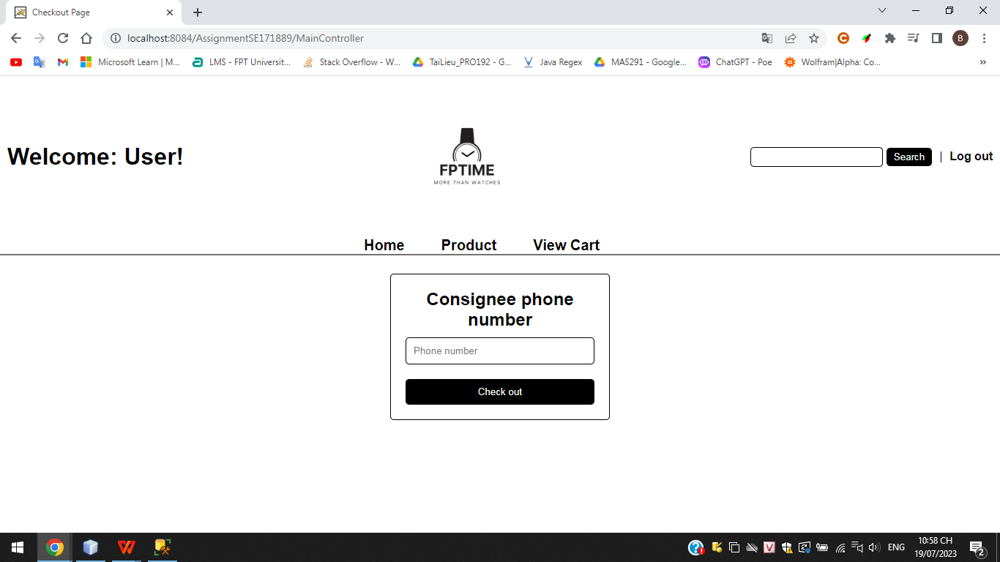 Checkout Page
localhost:8084/AssignmentSE171889/MainController
B
Microsoft Learn | M...
LMS - FPT Universit...
Stack Overflow - W...
TaiLieu_PRO192 - G...
Java Regex
MAS291 - Google...
ChatGPT - Poe
Wolfram|Alpha: Co...
»
Welcome: User!
FPTIME
MORE THAN WATCHES
Search | Log out
Home Product View Cart
Consignee phone
number
Phone number
Check out
ENG
10:58 CH
19/07/2023
2